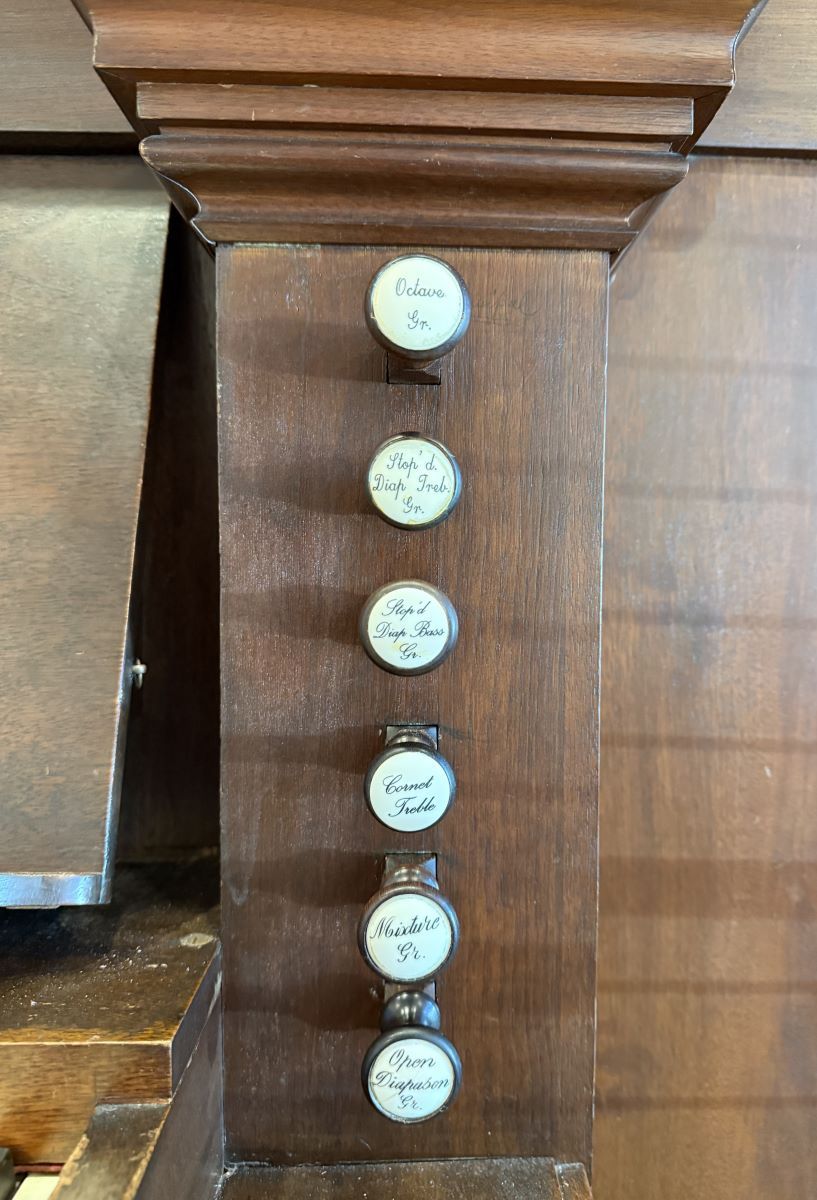 Octave
Gr.
Stop'd.
Diap Treb.
Gr.
Stop'd
Diap Bass
Gr.
Cornet
Treble
Mixture
Gr.
Open
Diapason
Gr.